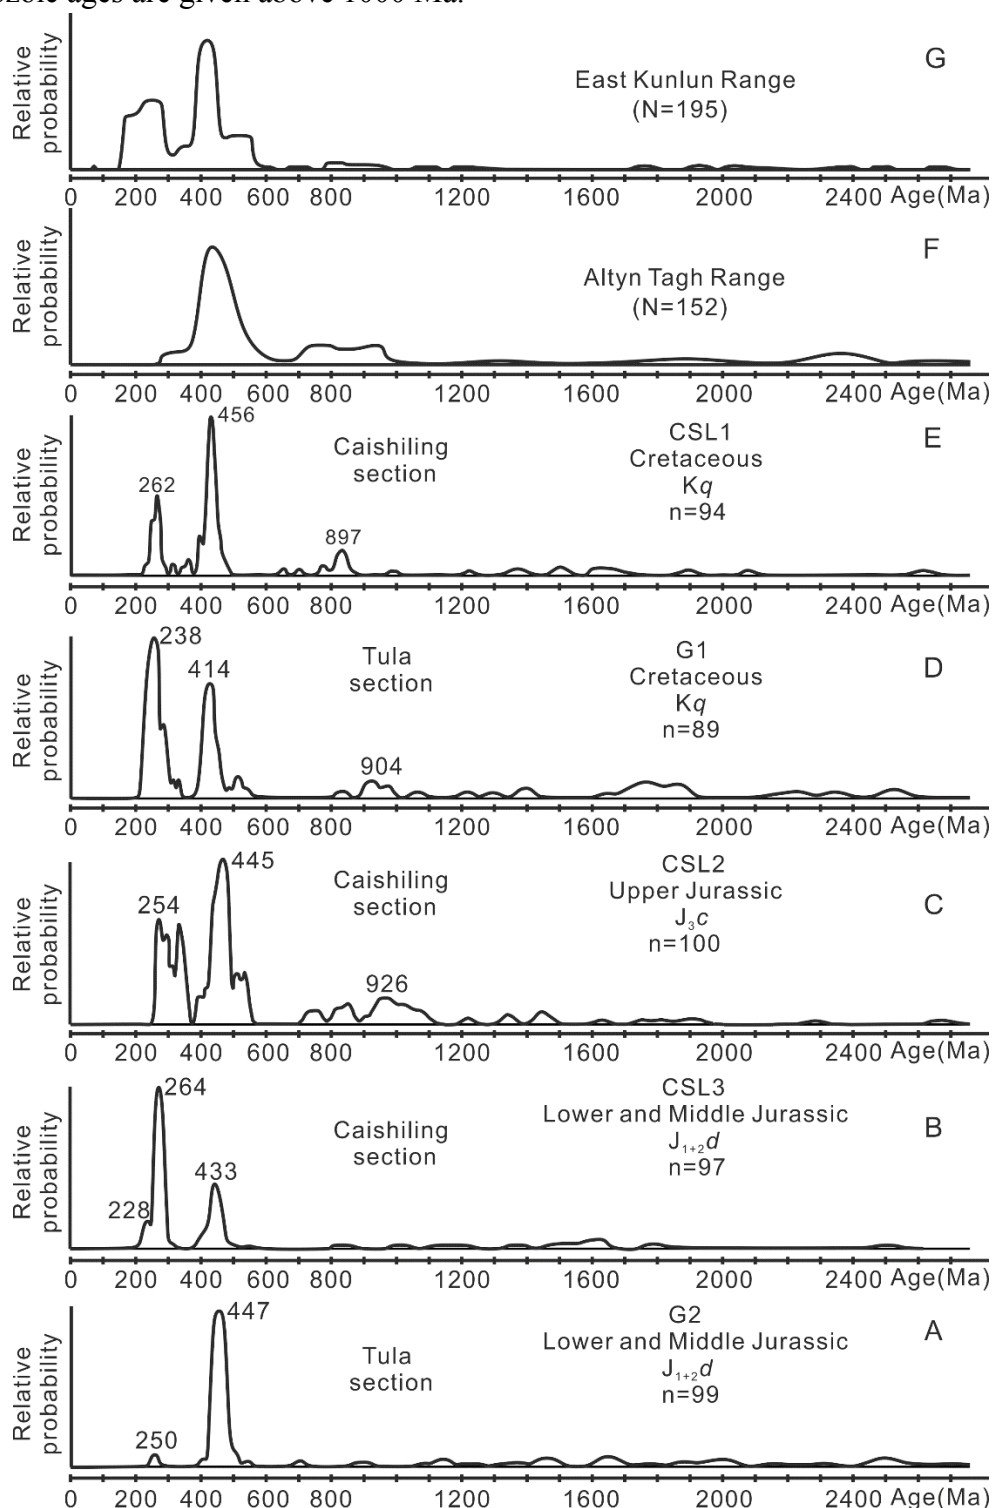 ozoic ages are given above 1000 Ma.
Relative
probability
East Kunlun Range
(N=195)
G
0 200 400 600 800 1200 1600 2000 2400 Age(Ma)
Relative
probability
Altyn Tagh Range
(N=152)
F
0 200 400 600 800 1200 1600 2000 2400 Age(Ma)
Relative
probability
262
456
897
Caishiling
section
CSL1
Cretaceous
Kq
n=94
E
0 200 400 600 800 1200 1600 2000 2400 Age(Ma)
Relative
probability
238
414
904
Tula
section
G1
Cretaceous
Kq
n=89
D
0 200 400 600 800 1200 1600 2000 2400 Age(Ma)
Relative
probability
254
445
926
Caishiling
section
CSL2
Upper Jurassic
J₃c
n=100
C
0 200 400 600 800 1200 1600 2000 2400 Age(Ma)
Relative
probability
228
264
433
Caishiling
section
CSL3
Lower and Middle Jurassic
J₁₊₂d
n=97
B
0 200 400 600 800 1200 1600 2000 2400 Age(Ma)
Relative
probability
250
447
Tula
section
G2
Lower and Middle Jurassic
J₁₊₂d
n=99
A
0 200 400 600 800 1200 1600 2000 2400 Age(Ma)